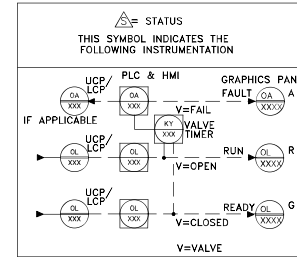 S = STATUS
THIS SYMBOL INDICATES THE
FOLLOWING INSTRUMENTATION
UCP/
LCP/
PLC & HMI
GRAPHICS PAN
FAULT
A
OA
XXX
OA
XXX
OA
XXXX
V=FAIL
IF APPLICABLE
KY
XXX
VALVE
TIMER
UCP/
LCP/
RUN
R
OL
XXX
OL
XXX
OL
XXXX
V=OPEN
UCP/
LCP/
READY
G
OL
XXX
OL
XXX
OL
XXXX
V=CLOSED
V=VALVE